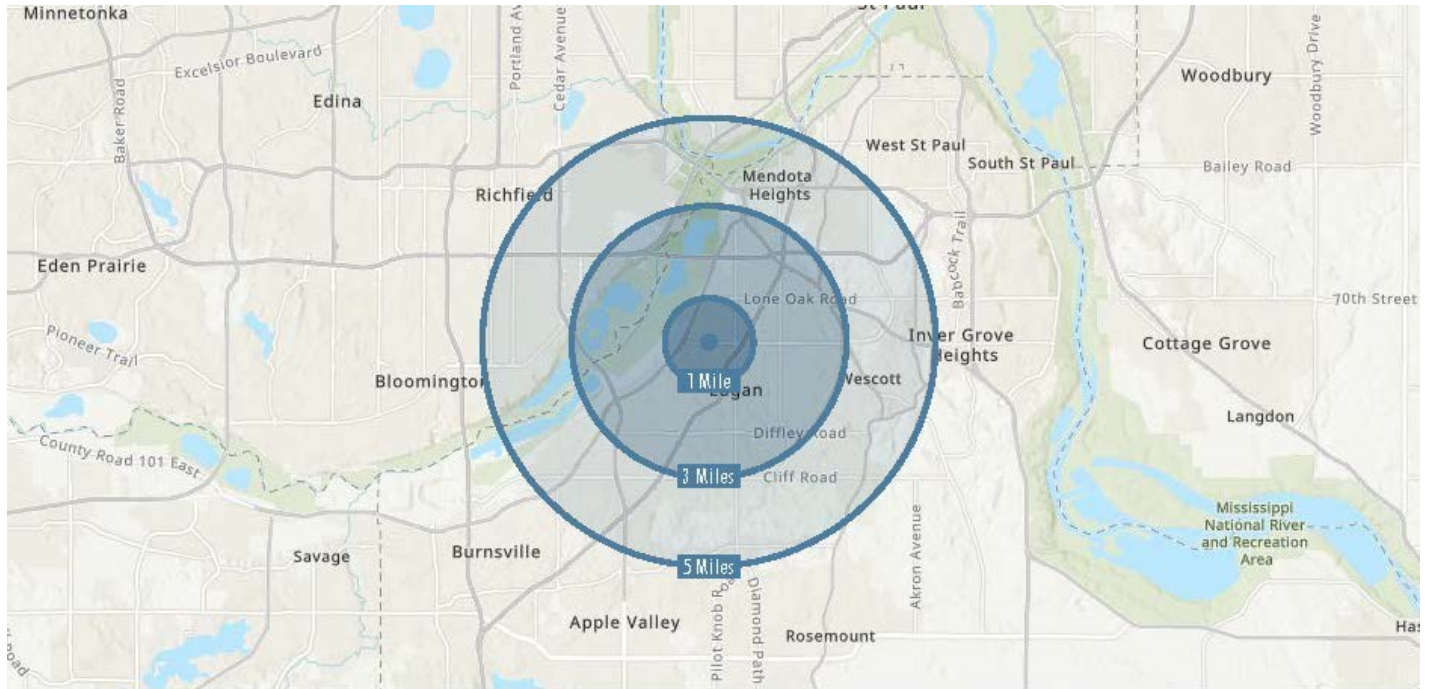 Minnetonka
St Paul
Portland Av
Cedar Avenue
Excelsior Boulevard
Woodbury
Woodbury Drive
Edina
Baker Road
West St Paul
South St Paul
Bailey Road
Mendota
Heights
Richfield
Babcock Trail
Eden Prairie
Lone Oak Road
70th Street
Pioneer Trail
Inver Grove
Heights
Cottage Grove
Bloomington
1 Mile
Wescott
Eagan
Langdon
Diffley Road
County Road 101 East
3 Miles
Cliff Road
Mississippi
National River
and Recreation
Area
Akron Avenue
Savage
Burnsville
5 Miles
Pilot Knob Roa
Diamond Path
Apple Valley
Rosemount
Has